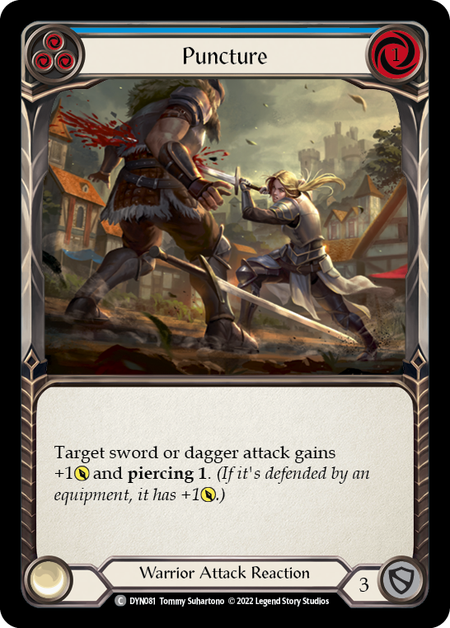 Puncture
1
Target sword or dagger attack gains
+1 and piercing 1. (If it's defended by an
equipment, it has +1.)
Warrior Attack Reaction
3
C DYN081 Tommy Suhartono © 2022 Legend Story Studios